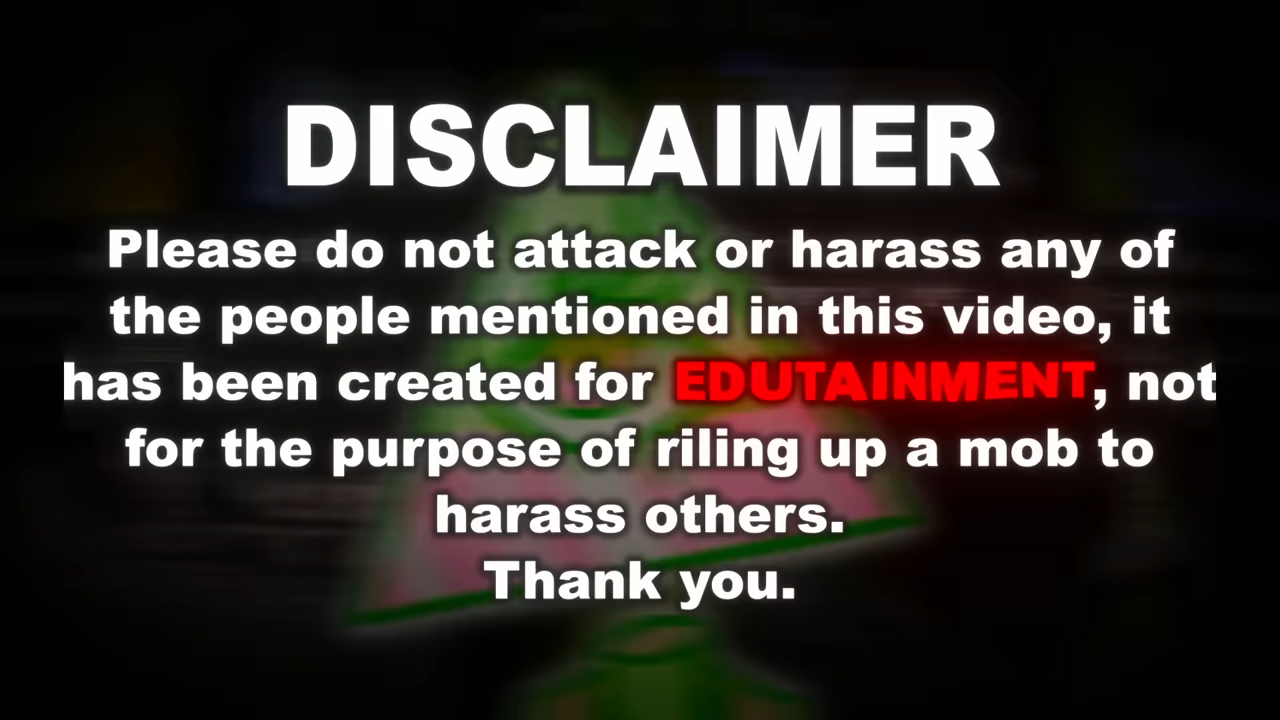 DISCLAIMER
Please do not attack or harass any of
the people mentioned in this video, it
has been created for EDUTAINMENT, not
for the purpose of riling up a mob to
harass others.
Thank you.